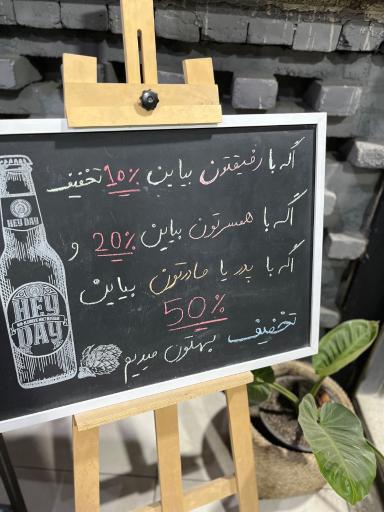 اگه با رفیقتون بیاین 10٪ تخفیف
اگه با همسرتون بیاین 20٪ و
اگه با پدر یا مادرتون بیاین
50٪
تخفیف بهتون میدیم
HEY DAY
HEY
DAY